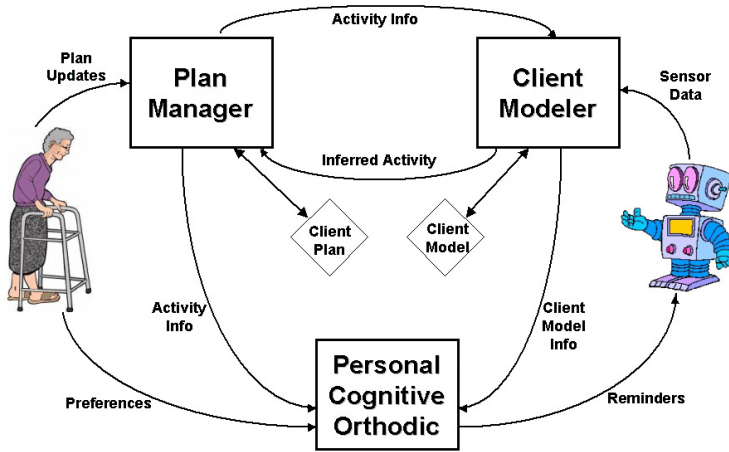 Activity Info
Plan
Updates
Plan
Manager
Client
Modeler
Sensor
Data
Inferred Activity
Client
Plan
Client
Model
Activity
Info
Client
Model
Info
Personal
Cognitive
Orthodic
Preferences
Reminders